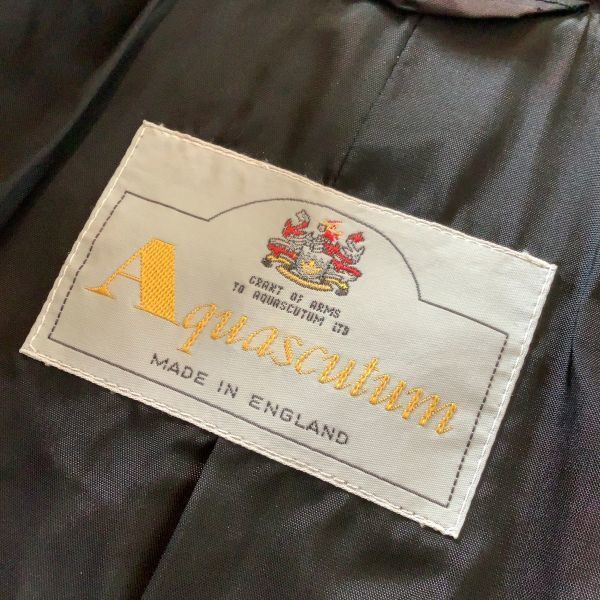 GRANT OF ARMS
TO AQUASCUTUM LTD
Aquascutum
MADE IN ENGLAND